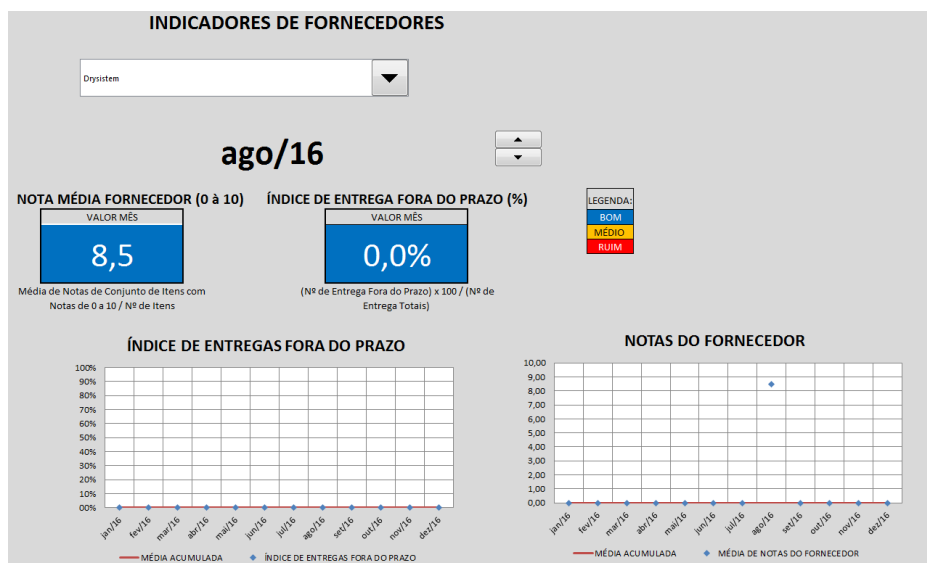 INDICADORES DE FORNECEDORES
Drysistem
ago/16
NOTA MÉDIA FORNECEDOR (0 à 10)
VALOR MÊS
8,5
Média de Notas de Conjunto de Itens com
Notas de 0 a 10 / Nº de Itens
ÍNDICE DE ENTREGA FORA DO PRAZO (%)
VALOR MÊS
0,0%
(Nº de Entrega Fora do Prazo) x 100 / (Nº de
Entrega Totais)
LEGENDA:
BOM
MÉDIO
RUIM
ÍNDICE DE ENTREGAS FORA DO PRAZO
100%
90%
80%
70%
60%
50%
40%
30%
20%
10%
00%
jan/16
fev/16
mar/16
abr/16
mai/16
jun/16
jul/16
ago/16
set/16
out/16
nov/16
dez/16
MÉDIA ACUMULADA
ÍNDICE DE ENTREGAS FORA DO PRAZO
NOTAS DO FORNECEDOR
10,00
9,00
8,00
7,00
6,00
5,00
4,00
3,00
2,00
1,00
0,00
jan/16
fev/16
mar/16
abr/16
mai/16
jun/16
jul/16
ago/16
set/16
out/16
nov/16
dez/16
MÉDIA ACUMULADA
MÉDIA DE NOTAS DO FORNECEDOR